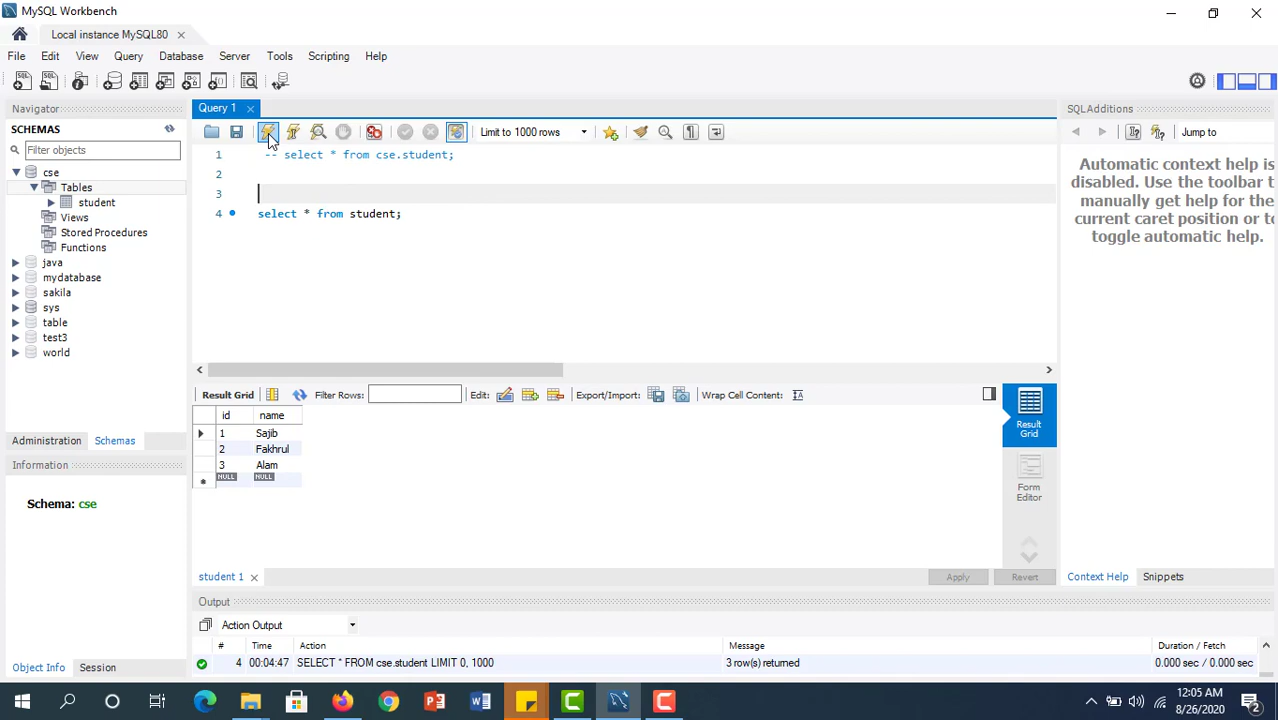 MySQL Workbench
Local instance MySQL80
File Edit View Query Database Server Tools Scripting Help
Navigator
SCHEMAS
Filter objects
cse
Tables
student
Views
Stored Procedures
Functions
java
mydatabase
sakila
sys
table
test3
world
Administration Schemas
Information
Schema: cse
Object Info Session
Query 1
Limit to 1000 rows
1 -- select * from cse.student;
2
3
4 select * from student;
Result Grid Filter Rows: Edit: Export/Import: Wrap Cell Content:
id name
1 Sajib
2 Fakhrul
3 Alam
NULL NULL
Result Grid
Form Editor
student 1 Apply Revert
Output
Action Output
# Time Action Message Duration / Fetch
4 00:04:47 SELECT * FROM cse.student LIMIT 0, 1000 3 row(s) returned 0.000 sec / 0.000 sec
SQLAdditions
Jump to
Automatic context help is
disabled. Use the toolbar t
manually get help for the
current caret position or to
toggle automatic help.
Context Help Snippets
12:05 AM
8/26/2020
2